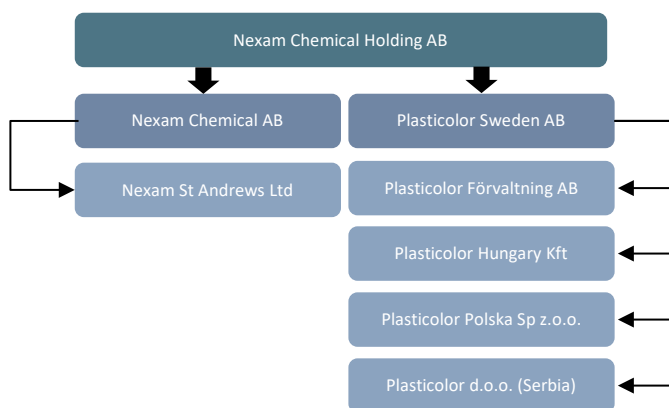 Nexam Chemical Holding AB
Nexam Chemical AB
Plasticolor Sweden AB
Nexam St Andrews Ltd
Plasticolor Förvaltning AB
Plasticolor Hungary Kft
Plasticolor Polska Sp z.o.o.
Plasticolor d.o.o. (Serbia)